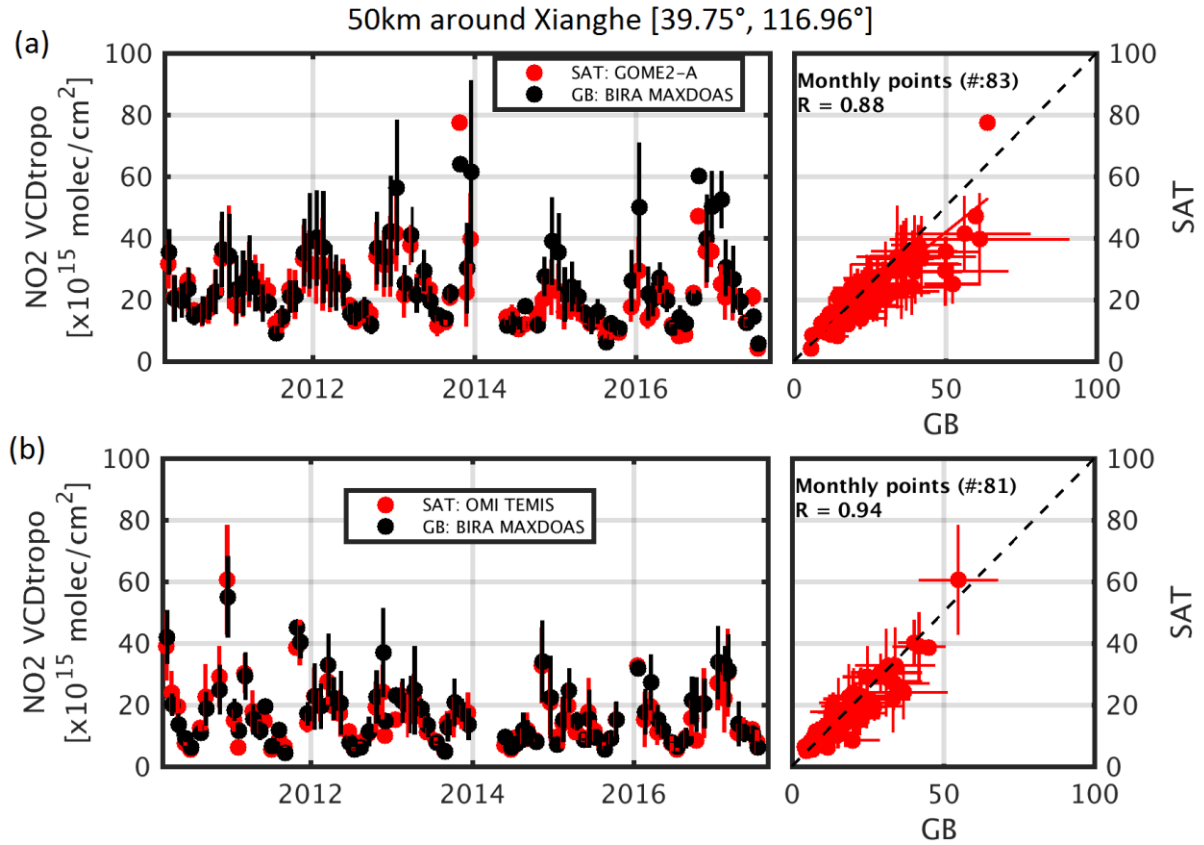 50km around Xianghe [39.75°, 116.96°]
(a)
NO2 VCDtropo
[x10^15 molec/cm^2]
100
80
60
40
20
0
2012
2014
2016
SAT: GOME2-A
GB: BIRA MAXDOAS
Monthly points (#:83)
R = 0.88
0
50
100
GB
100
80
60
40
20
0
SAT
(b)
NO2 VCDtropo
[x10^15 molec/cm^2]
100
80
60
40
20
0
2012
2014
2016
SAT: OMI TEMIS
GB: BIRA MAXDOAS
Monthly points (#:81)
R = 0.94
0
50
100
GB
100
80
60
40
20
0
SAT